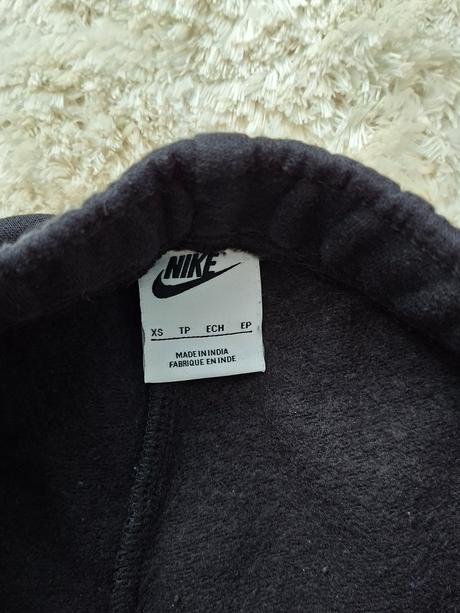 NIKE
XS TP ECH EP
MADE IN INDIA
FABRIQUE EN INDE